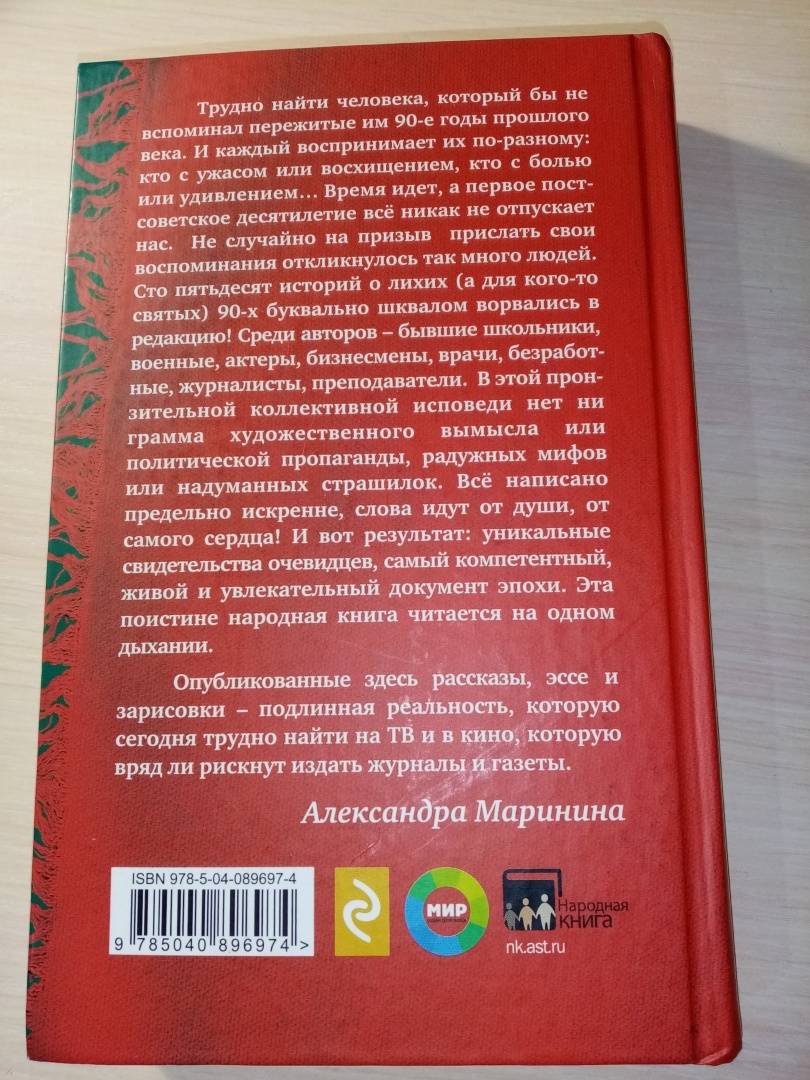 Трудно найти человека, который бы не
вспоминал пережитые им 90-е годы прошлого
века. И каждый воспринимает их по-разному:
кто с ужасом или восхищением, кто с болью
или удивлением... Время идет, а первое пост-
советское десятилетие всё никак не отпускает
нас. Не случайно на призыв прислать свои
воспоминания откликнулось так много людей.
Сто пятьдесят историй о лихих (а для кого-то
святых) 90-х буквально шквалом ворвались в
редакцию! Среди авторов – бывшие школьники,
военные, актеры, бизнесмены, врачи, безработ-
ные, журналисты, преподаватели. В этой прон-
зительной коллективной исповеди нет ни
грамма художественного вымысла или
политической пропаганды, радужных мифов
или надуманных страшилок. Всё написано
предельно искренне, слова идут от души, от
самого сердца! И вот результат: уникальные
свидетельства очевидцев, самый компетентный,
живой и увлекательный документ эпохи. Эта
поистине народная книга читается на одном
дыхании.
Опубликованные здесь рассказы, эссе и
зарисовки – подлинная реальность, которую
сегодня трудно найти на ТВ и в кино, которую
вряд ли рискнут издать журналы и газеты.
Александра Маринина
ISBN 978-5-04-089697-4
9 785040 896974 >
МИР
Народная
книга
nk.ast.ru